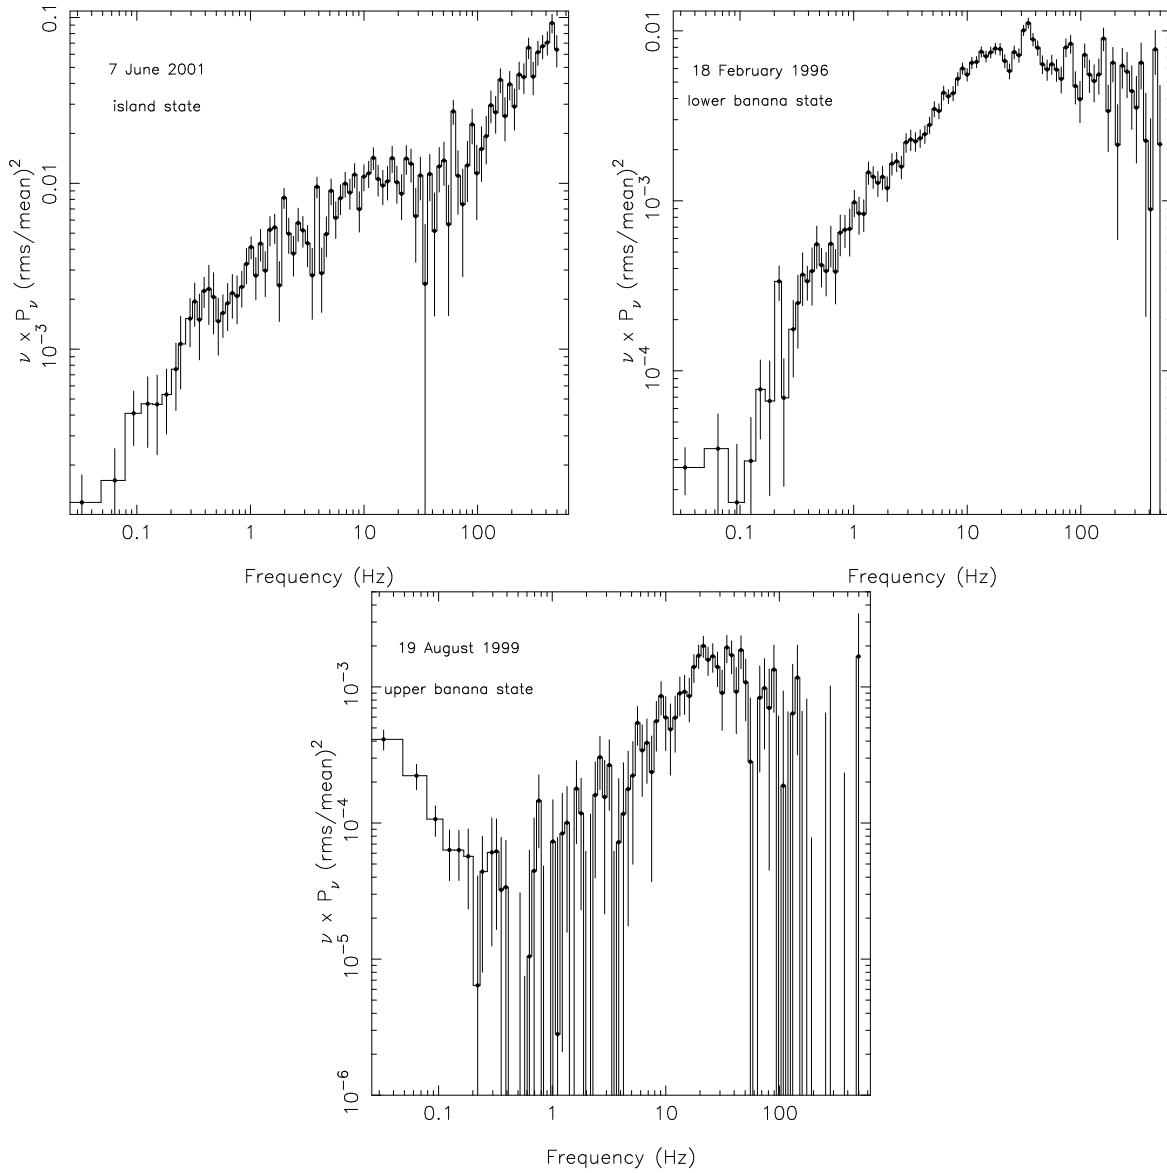 7 June 2001
island state
ν x P_ν (rms/mean)^2
0.1
0.01
10^−3
0.1 1 10 100
Frequency (Hz)
18 February 1996
lower banana state
ν x P_ν (rms/mean)^2
0.01
10^−3
10^−4
0.1 1 10 100
Frequency (Hz)
19 August 1999
upper banana state
ν x P_ν (rms/mean)^2
10^−3
10^−4
10^−5
10^−6
0.1 1 10 100
Frequency (Hz)